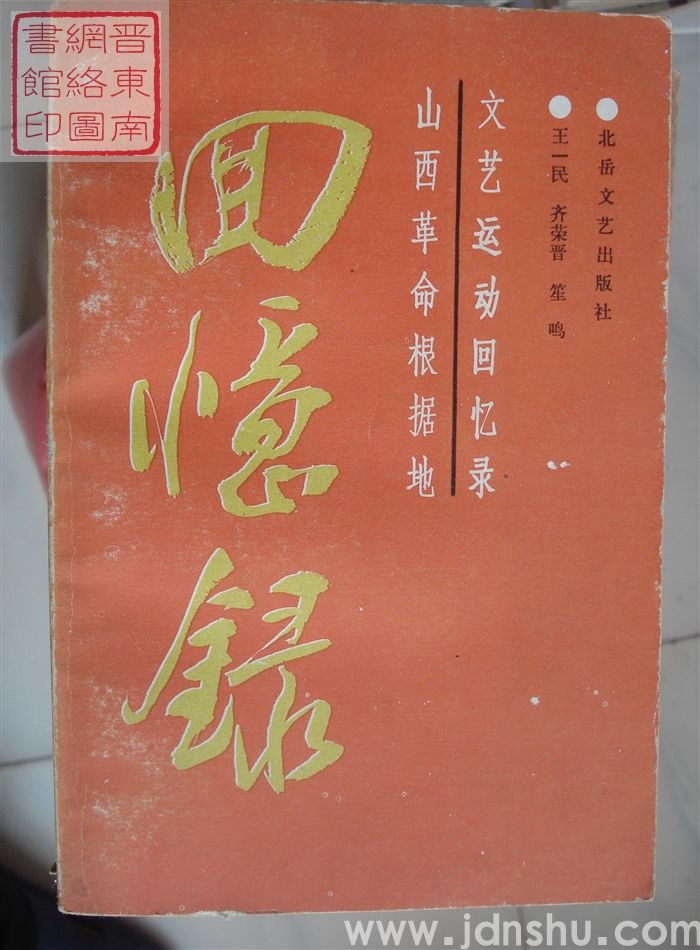 晋東南
網絡圖
書館印
回憶録
山西革命根据地
文艺运动回忆录
王一民 齐荣晋 笙鸣
北岳文艺出版社
www.jdnshu.com